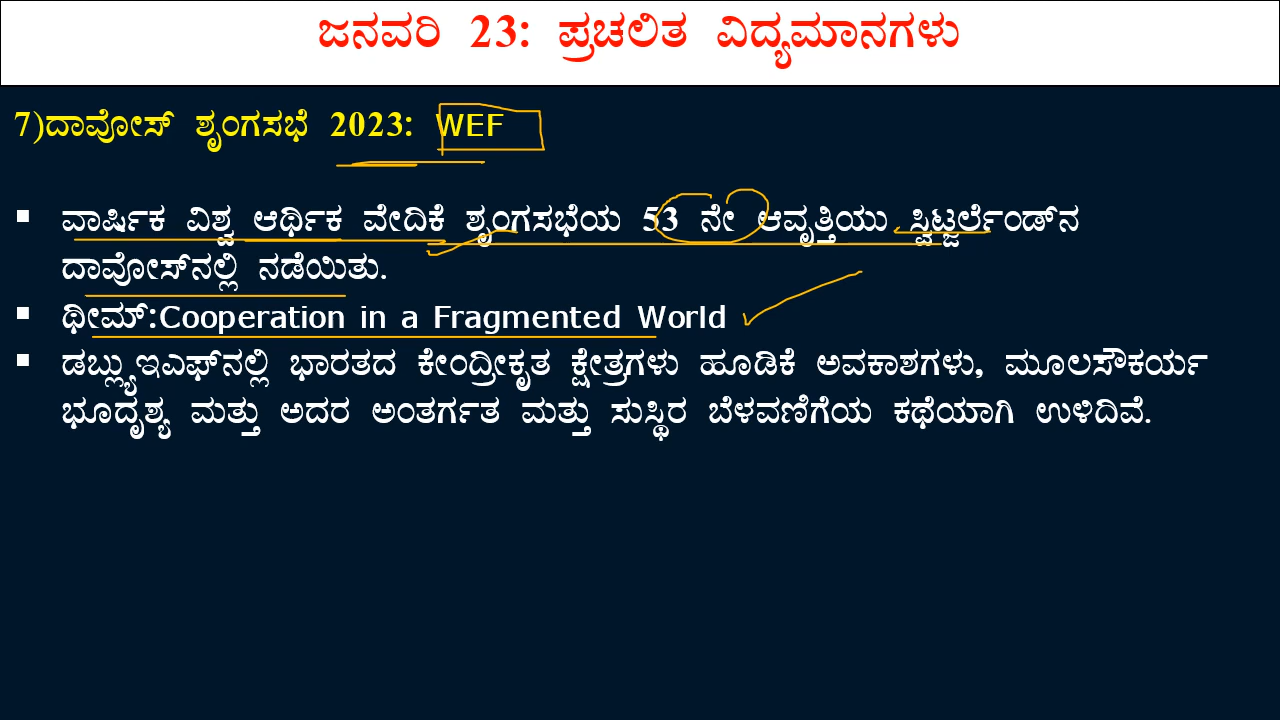 ಜನವರಿ 23: ಪ್ರಚಲಿತ ವಿದ್ಯಮಾನಗಳು
7)ದಾವೋಸ್ ಶೃಂಗಸಭೆ 2023: WEF
▪ ವಾರ್ಷಿಕ ವಿಶ್ವ ಆರ್ಥಿಕ ವೇದಿಕೆ ಶೃಂಗಸಭೆಯ 53 ನೇ ಆವೃತ್ತಿಯು ಸ್ವಿಟ್ಜರ್ಲೆಂಡ್‌ನ
ದಾವೋಸ್‌ನಲ್ಲಿ ನಡೆಯಿತು.
▪ ಥೀಮ್:Cooperation in a Fragmented World
▪ ಡಬ್ಲ್ಯುಇಎಫ್‌ನಲ್ಲಿ ಭಾರತದ ಕೇಂದ್ರೀಕೃತ ಕ್ಷೇತ್ರಗಳು ಹೂಡಿಕೆ ಅವಕಾಶಗಳು, ಮೂಲಸೌಕರ್ಯ
ಭೂದೃಶ್ಯ ಮತ್ತು ಅದರ ಅಂತರ್ಗತ ಮತ್ತು ಸುಸ್ಥಿರ ಬೆಳವಣಿಗೆಯ ಕಥೆಯಾಗಿ ಉಳಿದಿವೆ.